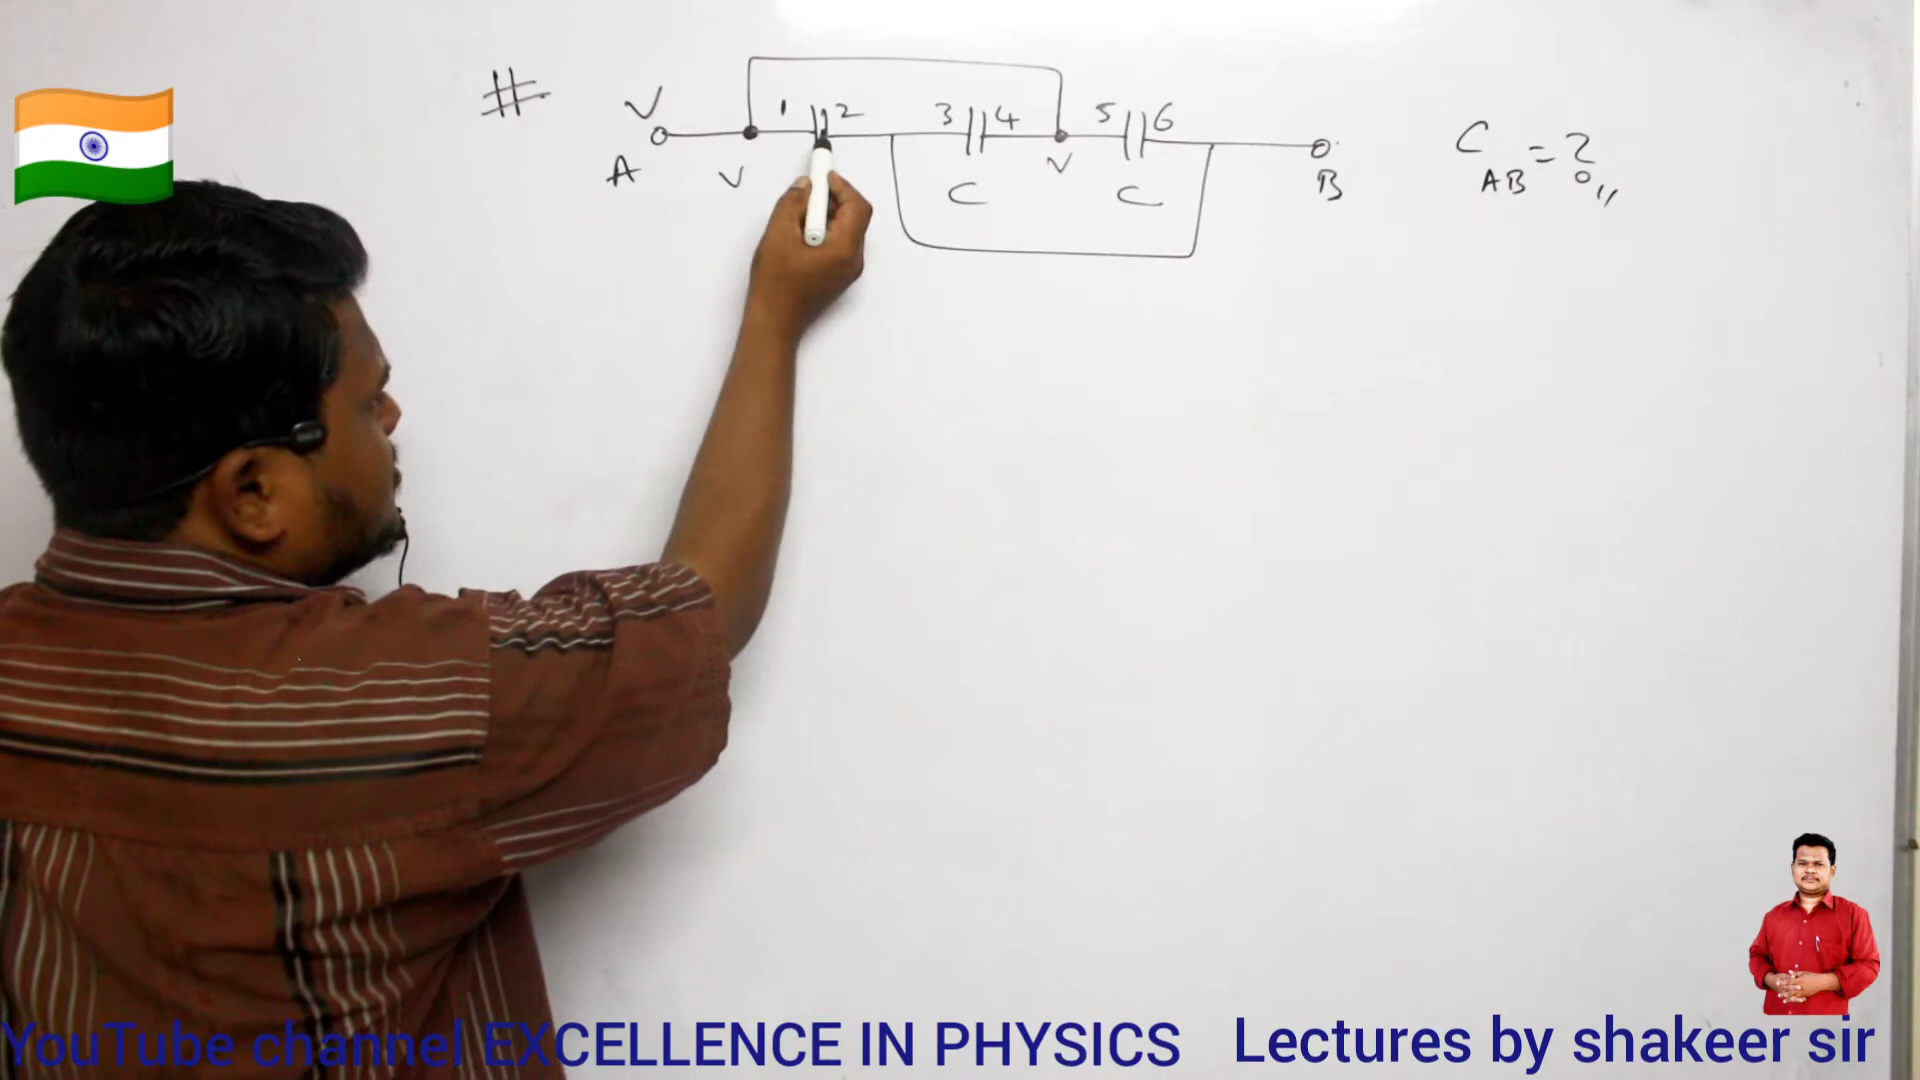 #
V
1 2 3 4 5 6
A V V B
C C
C AB = ?
YouTube channel EXCELLENCE IN PHYSICS
Lectures by shakeer sir